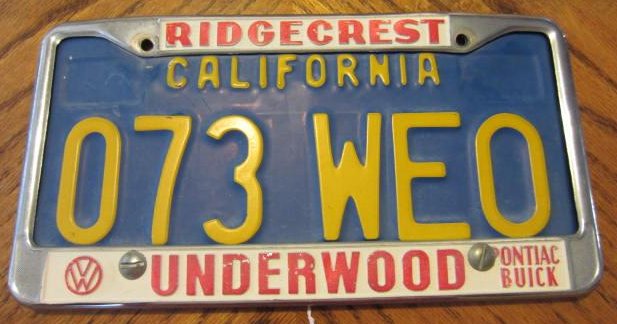 RIDGECREST
CALIFORNIA
073 WEO
VW UNDERWOOD PONTIAC
BUICK